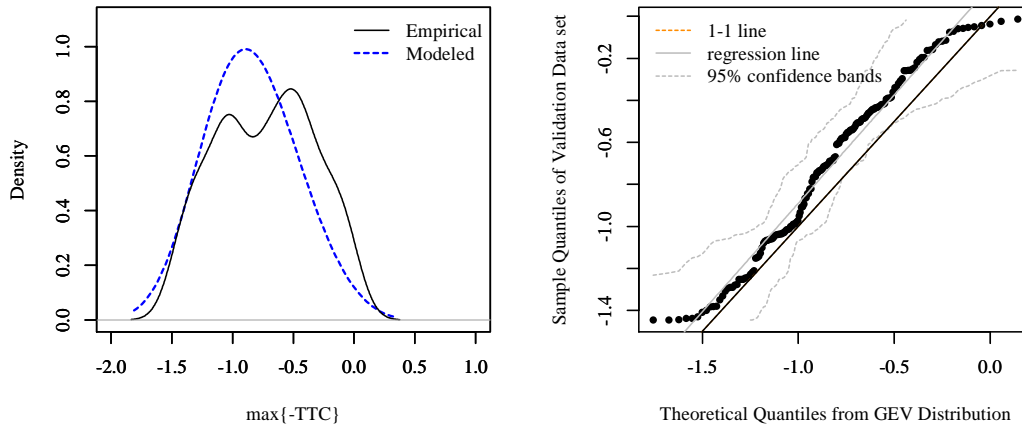 Empirical
Modeled
Density
0.0 0.2 0.4 0.6 0.8 1.0
-2.0 -1.5 -1.0 -0.5 0.0 0.5 1.0
max{-TTC}
1-1 line
regression line
95% confidence bands
Sample Quantiles of Validation Data set
-1.4 -1.0 -0.6 -0.2
-1.5 -1.0 -0.5 0.0
Theoretical Quantiles from GEV Distribution